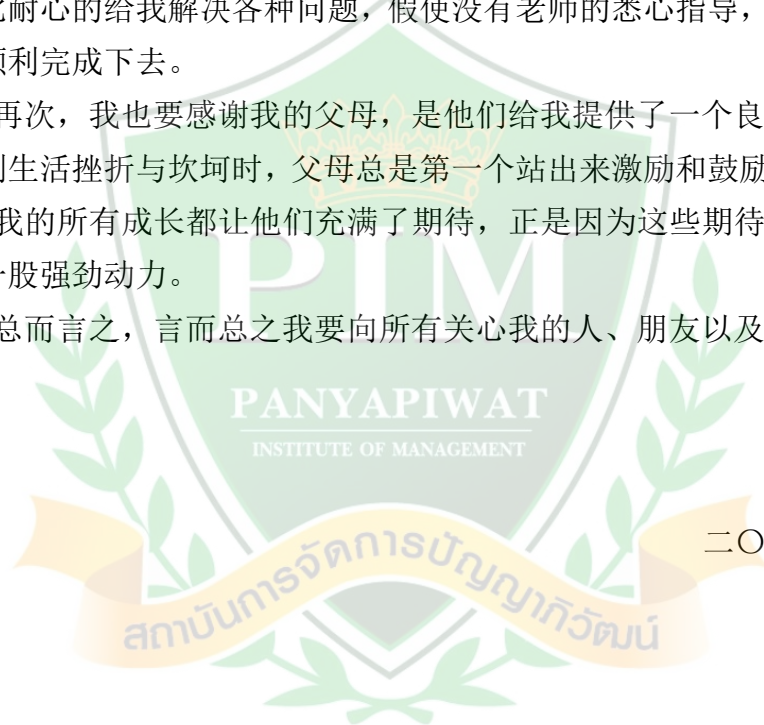 比耐心的给我解决各种问题，假使没有老师的悉心指导，
顺利完成下去。
再次，我也要感谢我的父母，是他们给我提供了一个良
到生活挫折与坎坷时，父母总是第一个站出来激励和鼓励
我的所有成长都让他们充满了期待，正是因为这些期待
一股强劲动力。
总而言之，言而总之我要向所有关心我的人、朋友以及
PIM
PANYAPIWAT
INSTITUTE OF MANAGEMENT
二〇
สถาบันการจัดการปัญญาภิวัฒน์